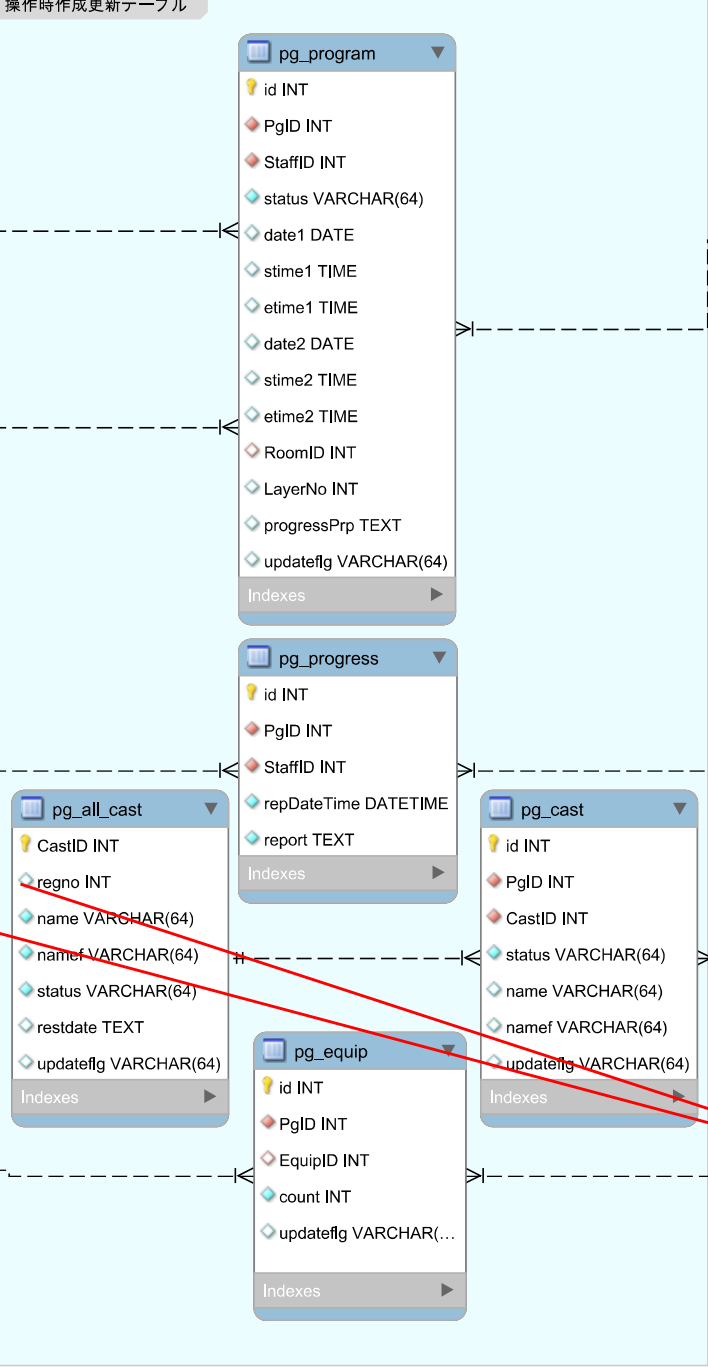 操作時作成更新テーブル
pg_program
id INT
PgID INT
StaffID INT
status VARCHAR(64)
date1 DATE
stime1 TIME
etime1 TIME
date2 DATE
stime2 TIME
etime2 TIME
RoomID INT
LayerNo INT
progressPrp TEXT
updateflg VARCHAR(64)
Indexes
pg_progress
id INT
PgID INT
StaffID INT
repDateTime DATETIME
report TEXT
Indexes
pg_all_cast
CastID INT
regno INT
name VARCHAR(64)
namef VARCHAR(64)
status VARCHAR(64)
restdate TEXT
updateflg VARCHAR(64)
Indexes
pg_cast
id INT
PgID INT
CastID INT
status VARCHAR(64)
name VARCHAR(64)
namef VARCHAR(64)
updateflg VARCHAR(64)
Indexes
pg_equip
id INT
PgID INT
EquipID INT
count INT
updateflg VARCHAR(...
Indexes